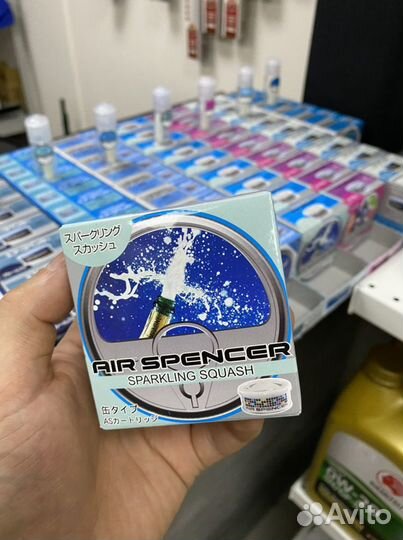 スパークリング
スカッシュ
AIR SPENCER
SPARKLING SQUASH
缶タイプ
ASカートリッジ
Avito